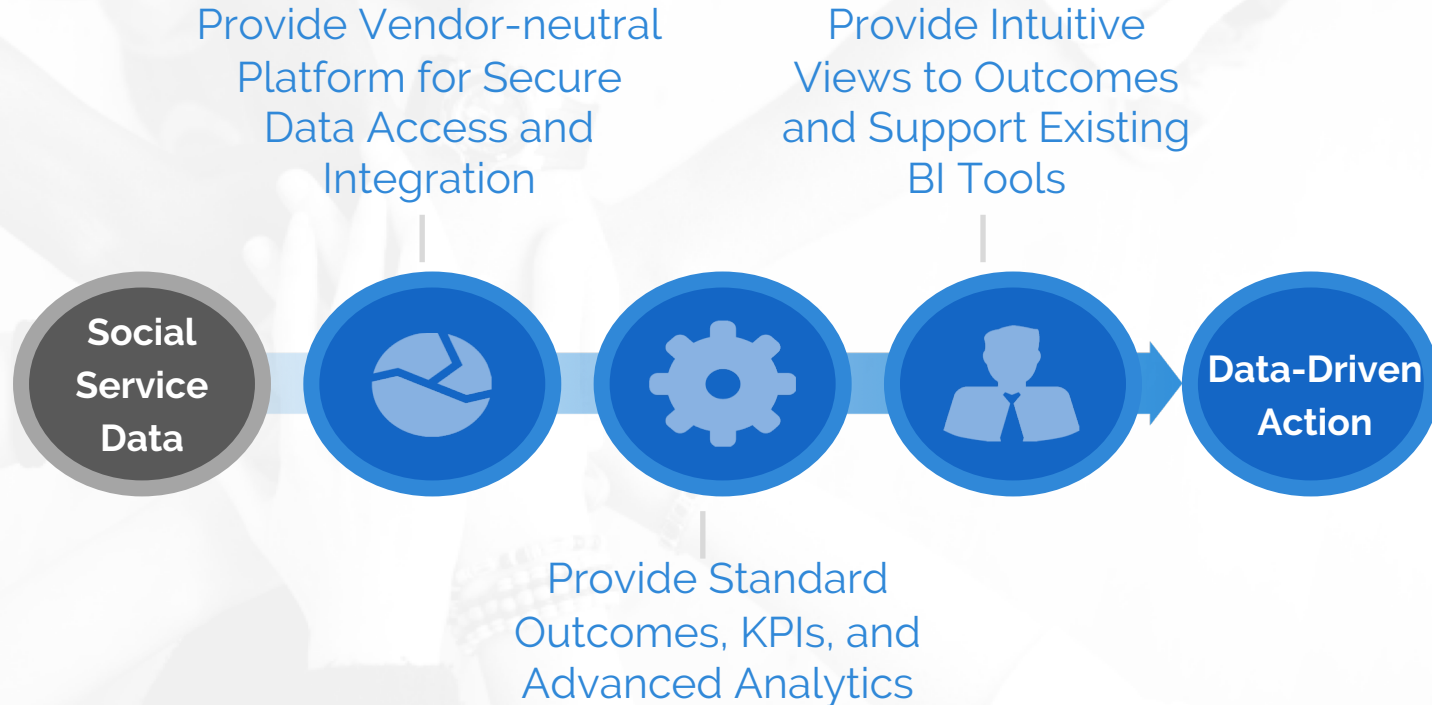 Provide Vendor-neutral
Platform for Secure
Data Access and
Integration
Provide Intuitive
Views to Outcomes
and Support Existing
BI Tools
Social
Service
Data
Data-Driven
Action
Provide Standard
Outcomes, KPIs, and
Advanced Analytics